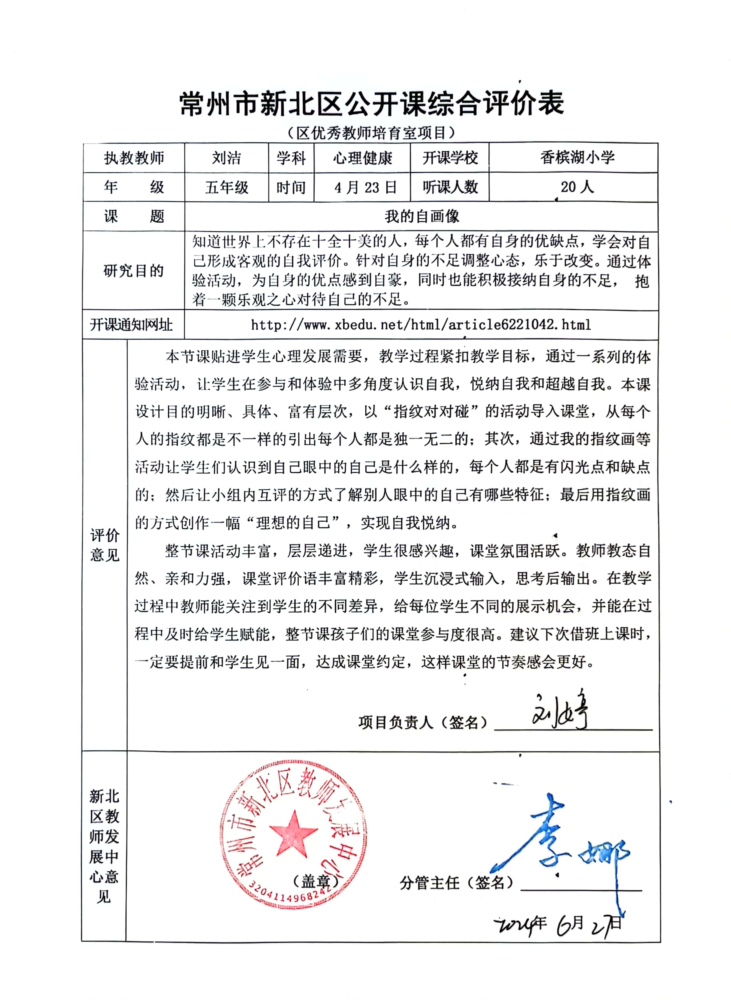 常州市新北区公开课综合评价表
（区优秀教师培育室项目）
执教教师 刘洁 学科 心理健康 开课学校 香槟湖小学
年 级 五年级 时间 4 月 23 日 听课人数 20 人
课 题 我的自画像
研究目的
知道世界上不存在十全十美的人，每个人都有自身的优缺点，学会对自
己形成客观的自我评价。针对自身的不足调整心态，乐于改变。通过体
验活动，为自身的优点感到自豪，同时也能积极接纳自身的不足， 抱
着一颗乐观之心对待自己的不足。
开课通知网址 http://www.xbedu.net/html/article6221042.html
评价
意见
本节课贴进学生心理发展需要，教学过程紧扣教学目标，通过一系列的体
验活动，让学生在参与和体验中多角度认识自我，悦纳自我和超越自我。本课
设计目的明晰、具体、富有层次，以“指纹对对碰”的活动导入课堂，从每个
人的指纹都是不一样的引出每个人都是独一无二的；其次，通过我的指纹画等
活动让学生们认识到自己眼中的自己是什么样的，每个人都是有闪光点和缺点
的；然后让小组内互评的方式了解别人眼中的自己有哪些特征；最后用指纹画
的方式创作一幅“理想的自己”，实现自我悦纳。
整节课活动丰富，层层递进，学生很感兴趣，课堂氛围活跃。教师教态自
然、亲和力强，课堂评价语丰富精彩，学生沉浸式输入，思考后输出。在教学
过程中教师能关注到学生的不同差异，给每位学生不同的展示机会，并能在过
程中及时给学生赋能，整节课孩子们的课堂参与度很高。建议下次借班上课时，
一定要提前和学生见一面，达成课堂约定，这样课堂的节奏感会更好。
项目负责人（签名） 刘婷
新北
区教
师发
展中
心意
见
常州市新北区教师发展中心
3204114968242
（盖章）
分管主任（签名） 李娜
2024年 6月 27日